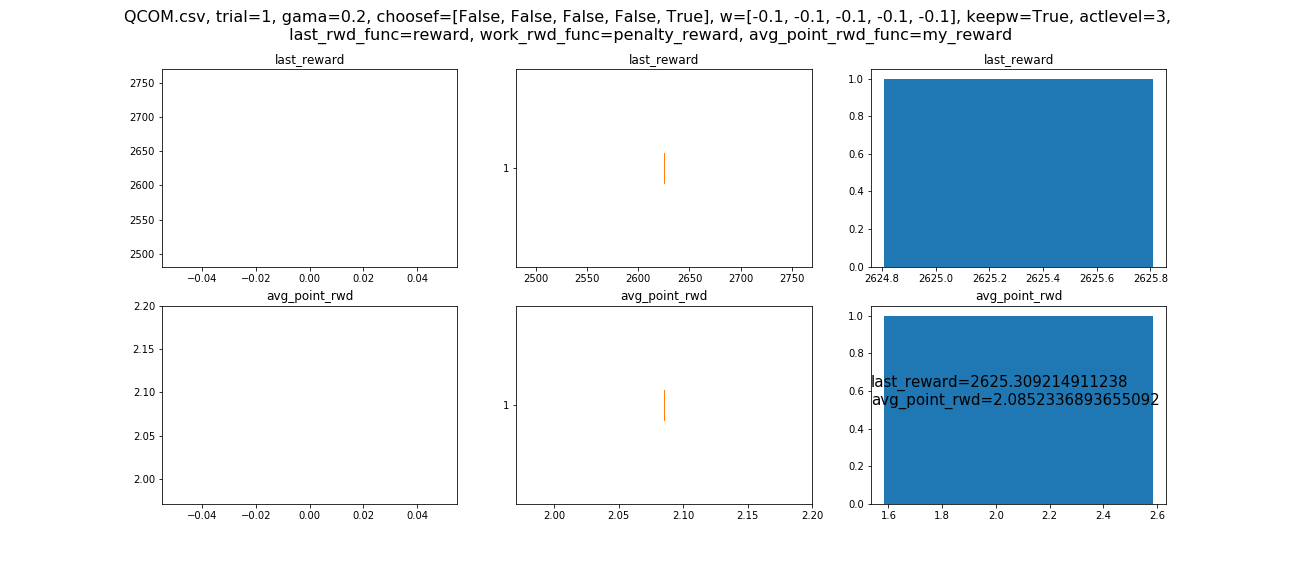 QCOM.csv, trial=1, gama=0.2, choosef=[False, False, False, False, True], w=[-0.1, -0.1, -0.1, -0.1, -0.1], keepw=True, actlevel=3,
last_rwd_func=reward, work_rwd_func=penalty_reward, avg_point_rwd_func=my_reward
last_reward
2750
2700
2650
2600
2550
2500
−0.04 −0.02 0.00 0.02 0.04
last_reward
1
2500 2550 2600 2650 2700 2750
last_reward
1.0
0.8
0.6
0.4
0.2
0.0
2624.8 2625.0 2625.2 2625.4 2625.6 2625.8
avg_point_rwd
2.20
2.15
2.10
2.05
2.00
−0.04 −0.02 0.00 0.02 0.04
avg_point_rwd
1
2.00 2.05 2.10 2.15 2.20
avg_point_rwd
1.0
0.8
0.6
0.4
0.2
0.0
last_reward=2625.309214911238
avg_point_rwd=2.0852336893655092
1.6 1.8 2.0 2.2 2.4 2.6